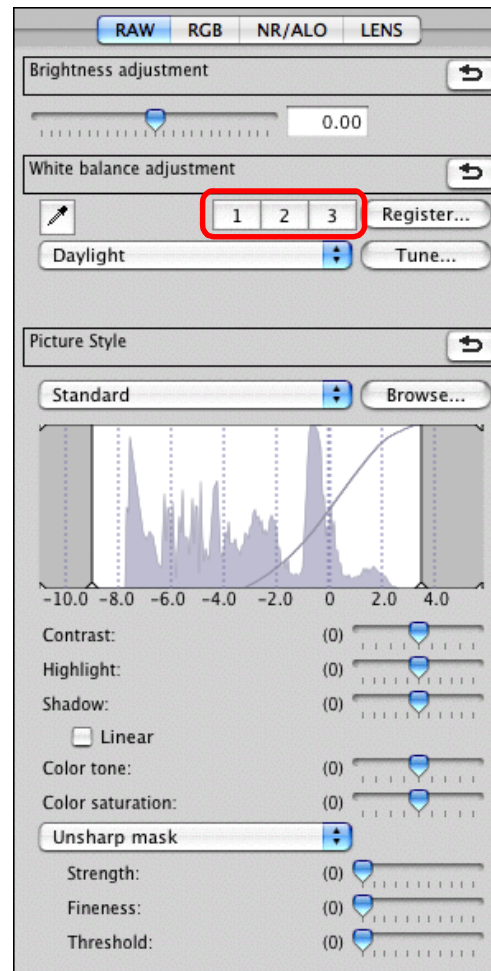 RAW RGB NR/ALO LENS
Brightness adjustment
0.00
White balance adjustment
1 2 3 Register...
Daylight Tune...
Picture Style
Standard Browse...
-10.0 -8.0 -6.0 -4.0 -2.0 0 2.0 4.0
Contrast: (0)
Highlight: (0)
Shadow: (0)
Linear
Color tone: (0)
Color saturation: (0)
Unsharp mask
Strength: (0)
Fineness: (0)
Threshold: (0)